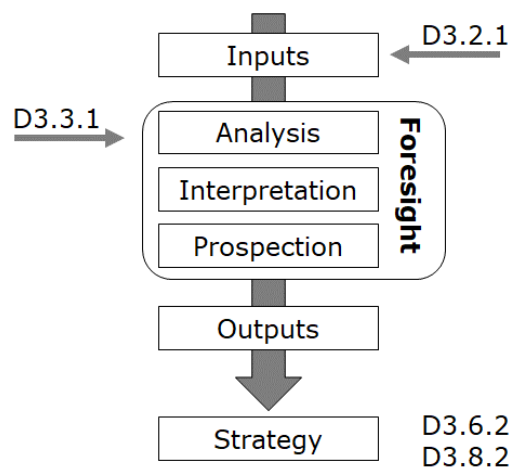 D3.2.1
Inputs
D3.3.1
Analysis
Interpretation
Prospection
Foresight
Outputs
Strategy
D3.6.2
D3.8.2